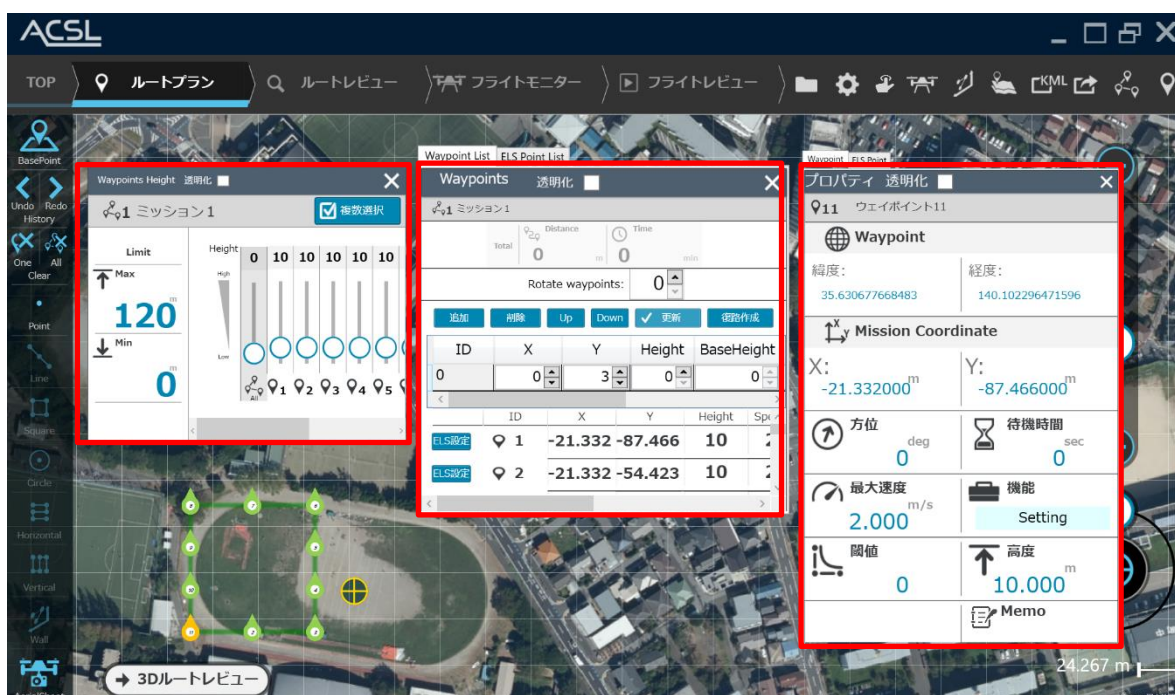 ACSL
TOP
ルートプラン
ルートレビュー
フライトモニター
フライトレビュー
KML
BasePoint
Undo Redo
History
One All
Clear
Point
Line
Square
Circle
Horizontal
Vertical
Wall
Waypoints Height 透明化
1 ミッション1
複数選択
Limit
Max
120 m
Min
0 m
Height 0 10 10 10 10 10
High
Low
All 1 2 3 4 5
Waypoint List ELS Point List
Waypoints 透明化
1 ミッション1
Total Distance 0 m Time 0 min
Rotate waypoints: 0
追加 削除 Up Down 更新 復路作成
ID X Y Height BaseHeight
0 0 3 0 0
ID X Y Height
ELS設定 1 -21.332 -87.466 10
ELS設定 2 -21.332 -54.423 10
Waypoint ELS Point
プロパティ 透明化
11 ウェイポイント11
Waypoint
緯度: 経度:
35.630677668483 140.102296471596
Mission Coordinate
X: Y:
-21.332000 m -87.466000 m
方位 待機時間
deg sec
0 0
最大速度 機能
m/s
2.000 Setting
閾値 高度
m
0 10.000
Memo
3Dルートレビュー
24.267 m